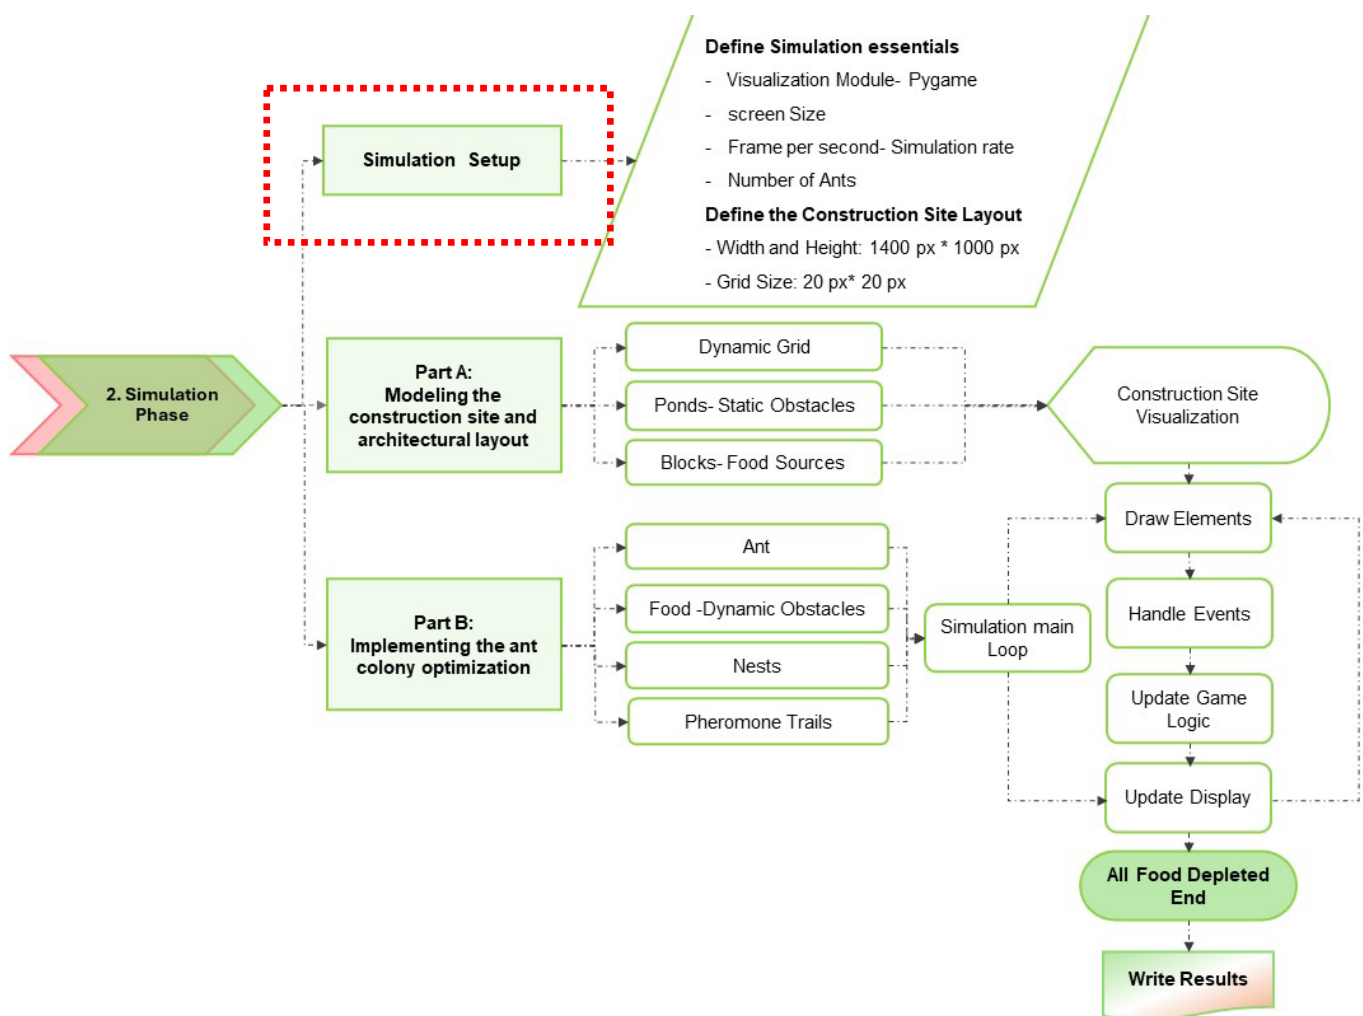 Define Simulation essentials
- Visualization Module- Pygame
- screen Size
- Frame per second- Simulation rate
- Number of Ants
Define the Construction Site Layout
- Width and Height: 1400 px * 1000 px
- Grid Size: 20 px* 20 px
Simulation Setup
2. Simulation
Phase
Part A:
Modeling the
construction site and
architectural layout
Dynamic Grid
Ponds- Static Obstacles
Blocks- Food Sources
Construction Site
Visualization
Part B:
Implementing the ant
colony optimization
Ant
Food -Dynamic Obstacles
Nests
Pheromone Trails
Simulation main
Loop
Draw Elements
Handle Events
Update Game
Logic
Update Display
All Food Depleted
End
Write Results